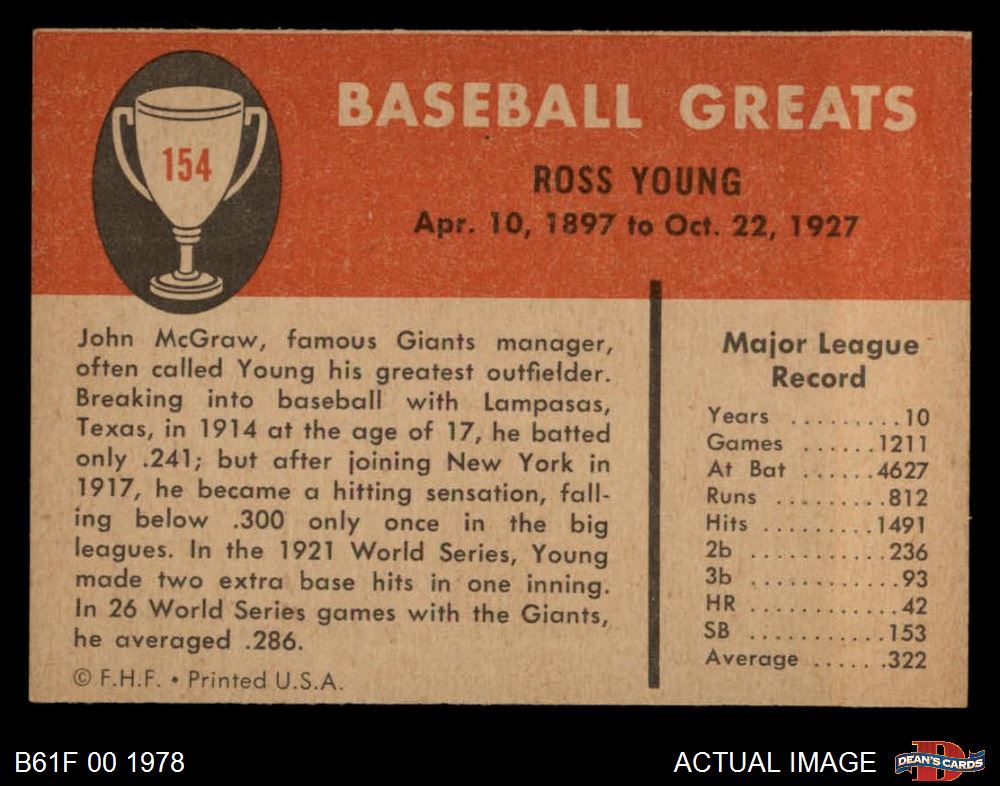 154
BASEBALL GREATS
ROSS YOUNG
Apr. 10, 1897 to Oct. 22, 1927
John McGraw, famous Giants manager,
often called Young his greatest outfielder.
Breaking into baseball with Lampasas,
Texas, in 1914 at the age of 17, he batted
only .241; but after joining New York in
1917, he became a hitting sensation, fall-
ing below .300 only once in the big
leagues. In the 1921 World Series, Young
made two extra base hits in one inning.
In 26 World Series games with the Giants,
he averaged .286.
© F.H.F. • Printed U.S.A.
Major League
Record
Years .........10
Games ......1211
At Bat ......4627
Runs .........812
Hits .........1491
2b ...........236
3b ............93
HR ............42
SB ...........153
Average ......322
B61F 00 1978
ACTUAL IMAGE
D
DEAN'S CARDS